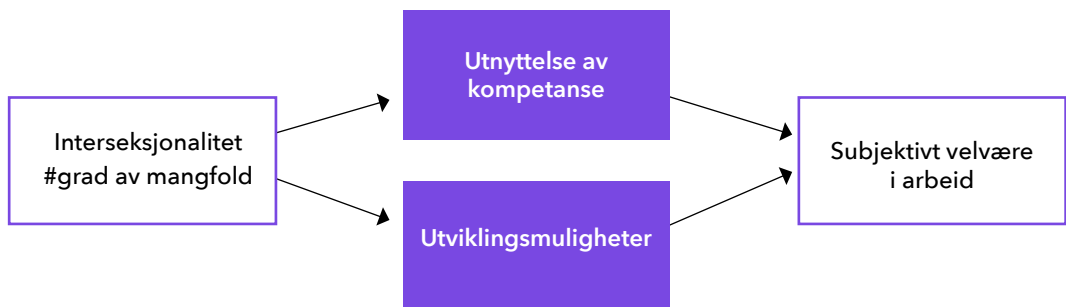 Interseksjonalitet
#grad av mangfold
Utnyttelse av
kompetanse
Utviklingsmuligheter
Subjektivt velvære
i arbeid